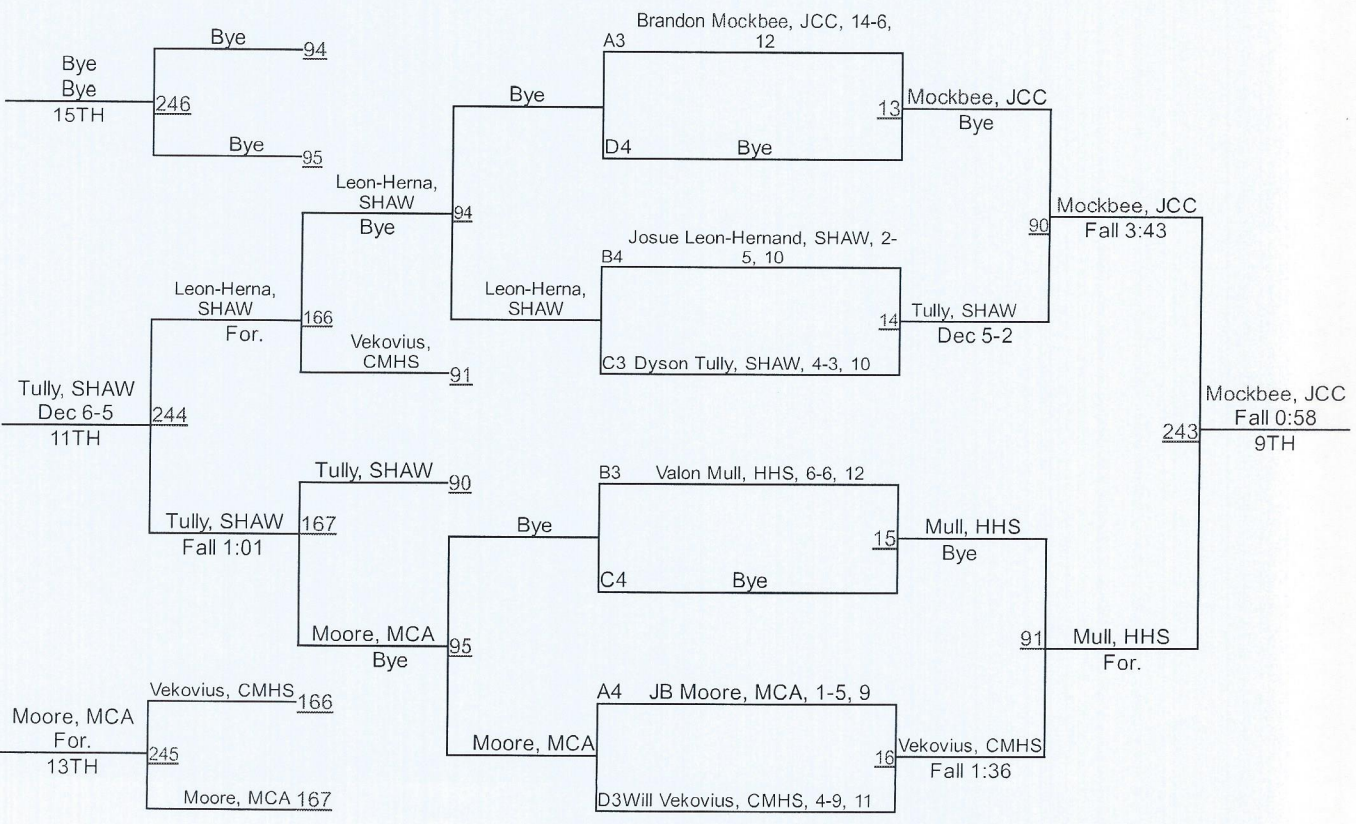 Brandon Mockbee, JCC, 14-6,
12
A3
Bye
94
Bye
Bye
15TH
246
Bye
95
Bye
13
Mockbee, JCC
Bye
D4
Bye
Leon-Herna,
SHAW
Bye
94
Mockbee, JCC
Fall 3:43
90
Josue Leon-Hernand, SHAW, 2-
5, 10
B4
Leon-Herna,
SHAW
For.
166
Leon-Herna,
SHAW
14
Tully, SHAW
Dec 5-2
Vekovius,
CMHS
91
C3 Dyson Tully, SHAW, 4-3, 10
Tully, SHAW
Dec 6-5
11TH
244
Mockbee, JCC
Fall 0:58
9TH
243
Tully, SHAW
90
B3
Valon Mull, HHS, 6-6, 12
Tully, SHAW
Fall 1:01
167
Bye
15
Mull, HHS
Bye
C4
Bye
Moore, MCA
Bye
95
91
Mull, HHS
For.
Vekovius, CMHS
166
A4
JB Moore, MCA, 1-5, 9
Moore, MCA
For.
13TH
245
Moore, MCA
16
Vekovius, CMHS
Fall 1:36
Moore, MCA
167
D3Will Vekovius, CMHS, 4-9, 11